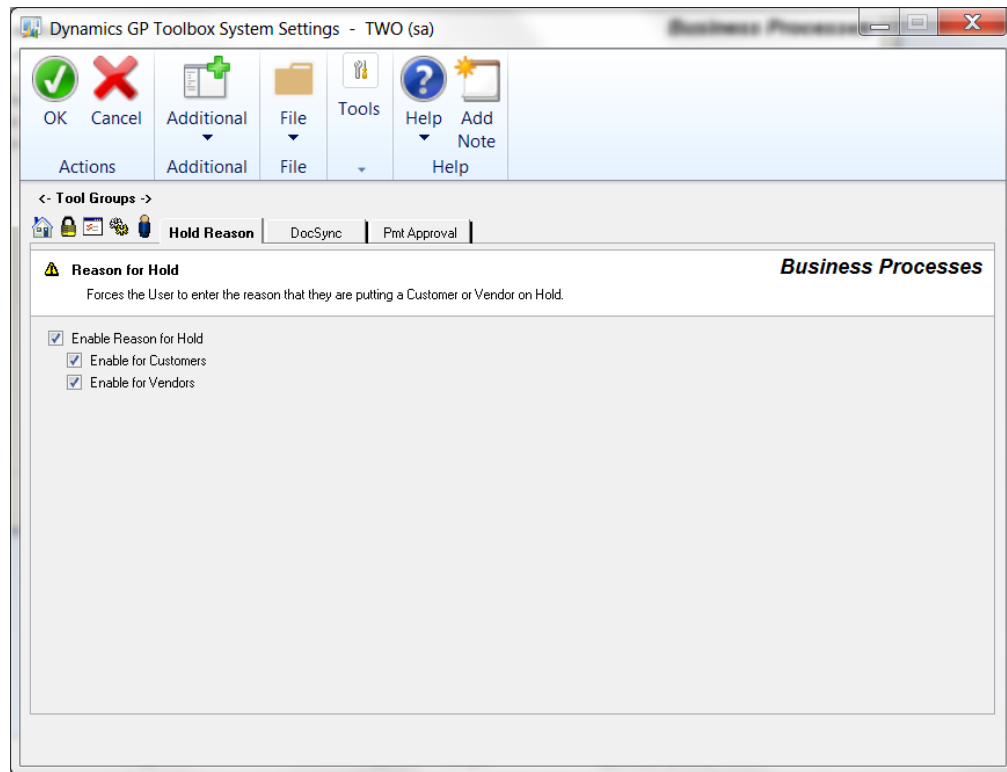 Dynamics GP Toolbox System Settings - TWO (sa)
Business Processes
OK Cancel Additional File Tools Help Add Note
Actions Additional File Help
<- Tool Groups ->
Hold Reason DocSync Pmt Approval
Reason for Hold
Business Processes
Forces the User to enter the reason that they are putting a Customer or Vendor on Hold.
Enable Reason for Hold
Enable for Customers
Enable for Vendors